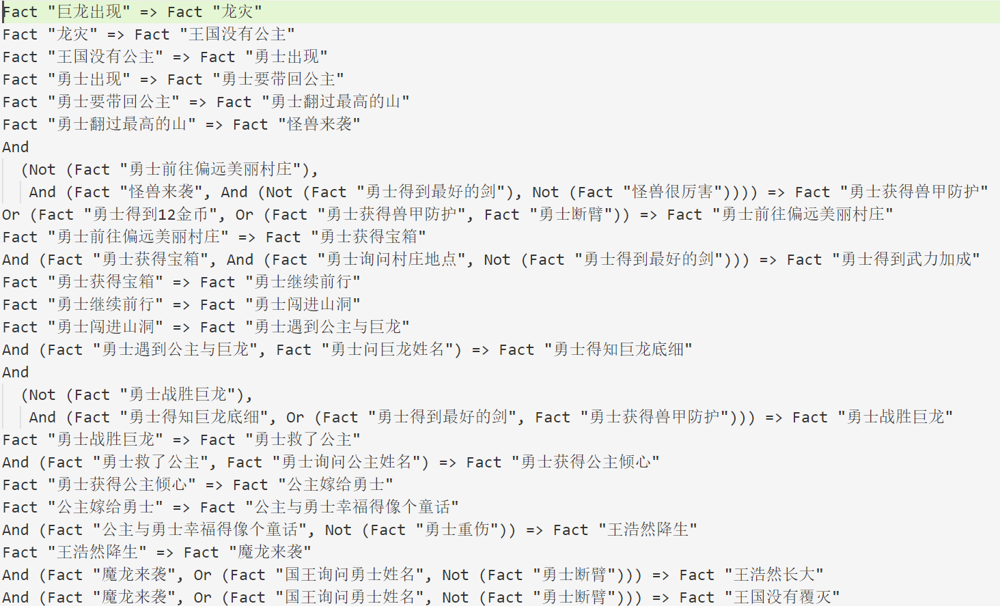 Fact "巨龙出现" => Fact "龙灾"
Fact "龙灾" => Fact "王国没有公主"
Fact "王国没有公主" => Fact "勇士出现"
Fact "勇士出现" => Fact "勇士要带回公主"
Fact "勇士要带回公主" => Fact "勇士翻过最高的山"
Fact "勇士翻过最高的山" => Fact "怪兽来袭"
And
(Not (Fact "勇士前往偏远美丽村庄"),
And (Fact "怪兽来袭", And (Not (Fact "勇士得到最好的剑"), Not (Fact "怪兽很厉害")))) => Fact "勇士获得兽甲防护"
Or (Fact "勇士得到12金币", Or (Fact "勇士获得兽甲防护", Fact "勇士断臂")) => Fact "勇士前往偏远美丽村庄"
Fact "勇士前往偏远美丽村庄" => Fact "勇士获得宝箱"
And (Fact "勇士获得宝箱", And (Fact "勇士询问村庄地点", Not (Fact "勇士得到最好的剑"))) => Fact "勇士得到武力加成"
Fact "勇士获得宝箱" => Fact "勇士继续前行"
Fact "勇士继续前行" => Fact "勇士闯进山洞"
Fact "勇士闯进山洞" => Fact "勇士遇到公主与巨龙"
And (Fact "勇士遇到公主与巨龙", Fact "勇士问巨龙姓名") => Fact "勇士得知巨龙底细"
And
(Not (Fact "勇士战胜巨龙"),
And (Fact "勇士得知巨龙底细", Or (Fact "勇士得到最好的剑", Fact "勇士获得兽甲防护"))) => Fact "勇士战胜巨龙"
Fact "勇士战胜巨龙" => Fact "勇士救了公主"
And (Fact "勇士救了公主", Fact "勇士询问公主姓名") => Fact "勇士获得公主倾心"
Fact "勇士获得公主倾心" => Fact "公主嫁给勇士"
Fact "公主嫁给勇士" => Fact "公主与勇士幸福得像个童话"
And (Fact "公主与勇士幸福得像个童话", Not (Fact "勇士重伤")) => Fact "王浩然降生"
Fact "王浩然降生" => Fact "魔龙来袭"
And (Fact "魔龙来袭", Or (Fact "国王询问勇士姓名", Not (Fact "勇士断臂"))) => Fact "王浩然长大"
And (Fact "魔龙来袭", Or (Fact "国王询问勇士姓名", Not (Fact "勇士断臂"))) => Fact "王国没有覆灭"